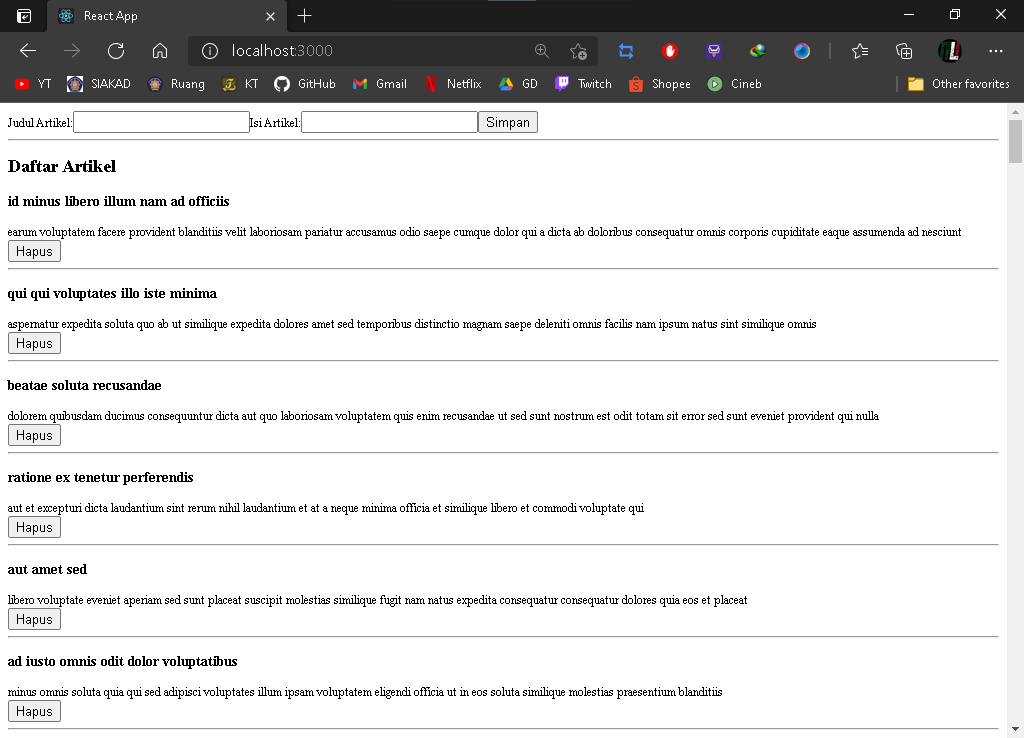 React App
localhost:3000
YT SIAKAD Ruang KT GitHub Gmail Netflix GD Twitch Shopee Cineb Other favorites
Judul Artikel: Isi Artikel: Simpan
Daftar Artikel
id minus libero illum nam ad officiis
earum voluptatem facere provident blanditiis velit laboriosam pariatur accusamus odio saepe cumque dolor qui a dicta ab doloribus consequatur omnis corporis cupiditate eaque assumenda ad nesciunt
Hapus
qui qui voluptates illo iste minima
aspernatur expedita soluta quo ab ut similique expedita dolores amet sed temporibus distinctio magnam saepe deleniti omnis facilis nam ipsum natus sint similique omnis
Hapus
beatae soluta recusandae
dolorem quibusdam ducimus consequuntur dicta aut quo laboriosam voluptatem quis enim recusandae ut sed sunt nostrum est odit totam sit error sed sunt eveniet provident qui nulla
Hapus
ratione ex tenetur perferendis
aut et excepturi dicta laudantium sint rerum nihil laudantium et at a neque minima officia et similique libero et commodi voluptate qui
Hapus
aut amet sed
libero voluptate eveniet aperiam sed sunt placeat suscipit molestias similique fugit nam natus expedita consequatur consequatur dolores quia eos et placeat
Hapus
ad iusto omnis odit dolor voluptatibus
minus omnis soluta quia qui sed adipisci voluptates illum ipsam voluptatem eligendi officia ut in eos soluta similique molestias praesentium blanditiis
Hapus